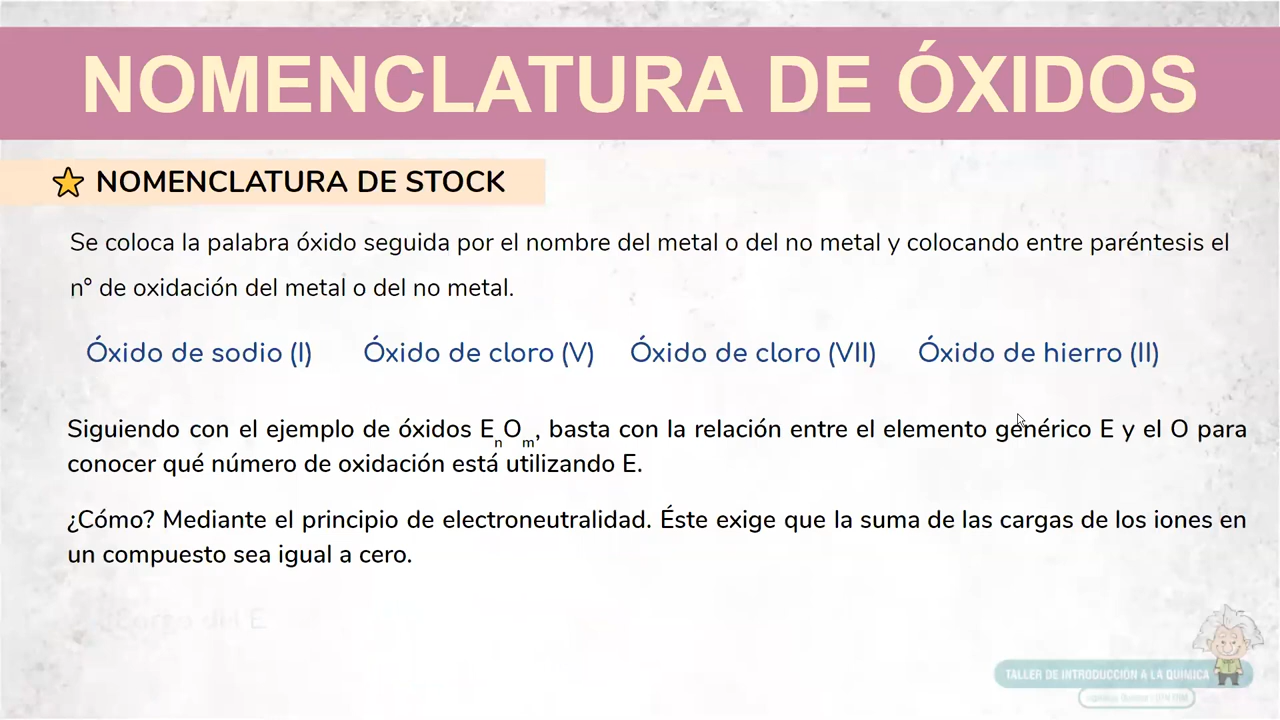 NOMENCLATURA DE ÓXIDOS
NOMENCLATURA DE STOCK
Se coloca la palabra óxido seguida por el nombre del metal o del no metal y colocando entre paréntesis el
n° de oxidación del metal o del no metal.
Óxido de sodio (I) Óxido de cloro (V) Óxido de cloro (VII) Óxido de hierro (II)
Siguiendo con el ejemplo de óxidos EnOm, basta con la relación entre el elemento genérico E y el O para
conocer qué número de oxidación está utilizando E.
¿Cómo? Mediante el principio de electroneutralidad. Éste exige que la suma de las cargas de los iones en
un compuesto sea igual a cero.
TALLER DE INTRODUCCIÓN A LA QUÍMICA